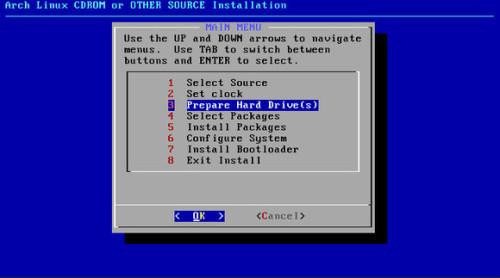 Arch Linux CDROM or OTHER SOURCE Installation
MAIN MENU
Use the UP and DOWN arrows to navigate
menus.  Use TAB to switch between
buttons and ENTER to select.
1  Select Source
2  Set clock
3  Prepare Hard Drive(s)
4  Select Packages
5  Install Packages
6  Configure System
7  Install Bootloader
8  Exit Install
<  OK  >  <Cancel>